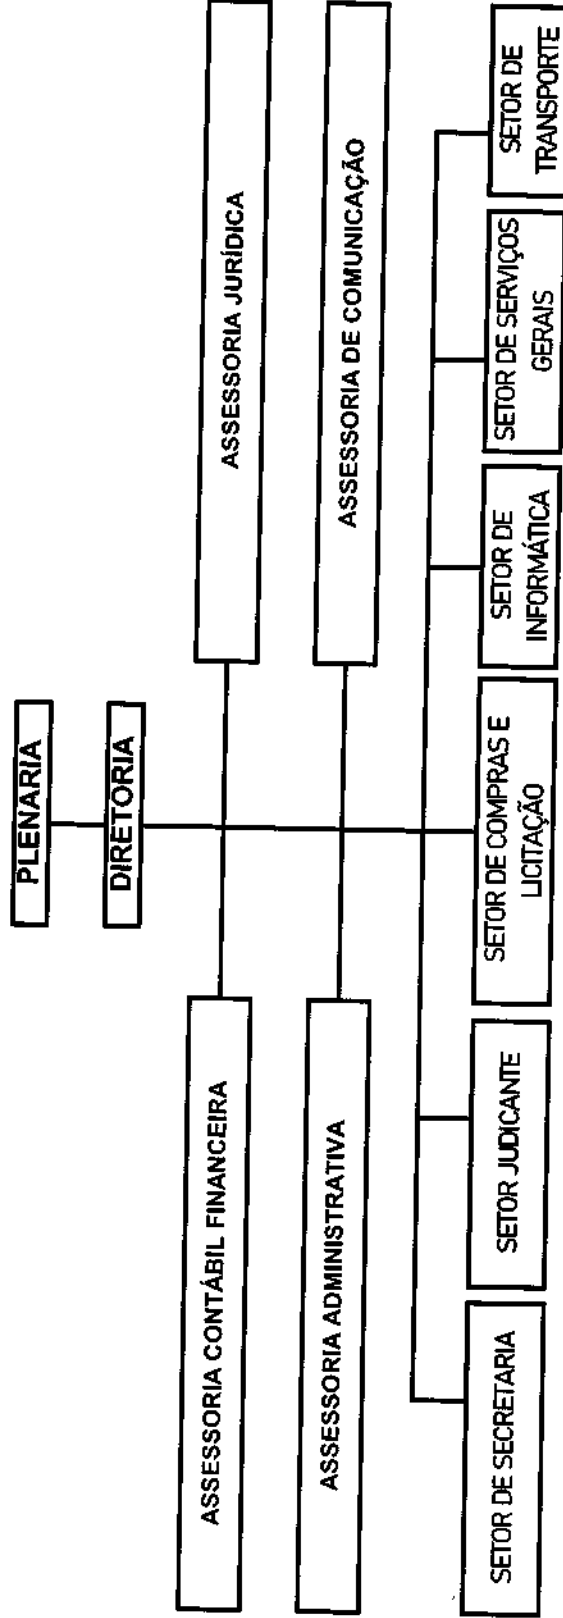 PLENARIA
DIRETORIA
ASSESSORIA CONTÁBIL FINANCEIRA
ASSESSORIA JURÍDICA
ASSESSORIA ADMINISTRATIVA
ASSESSORIA DE COMUNICAÇÃO
SETOR DE SECRETARIA
SETOR JUDICANTE
SETOR DE COMPRAS E
LICITAÇÃO
SETOR DE
INFORMÁTICA
SETOR DE SERVIÇOS
GERAIS
SETOR DE
TRANSPORTE